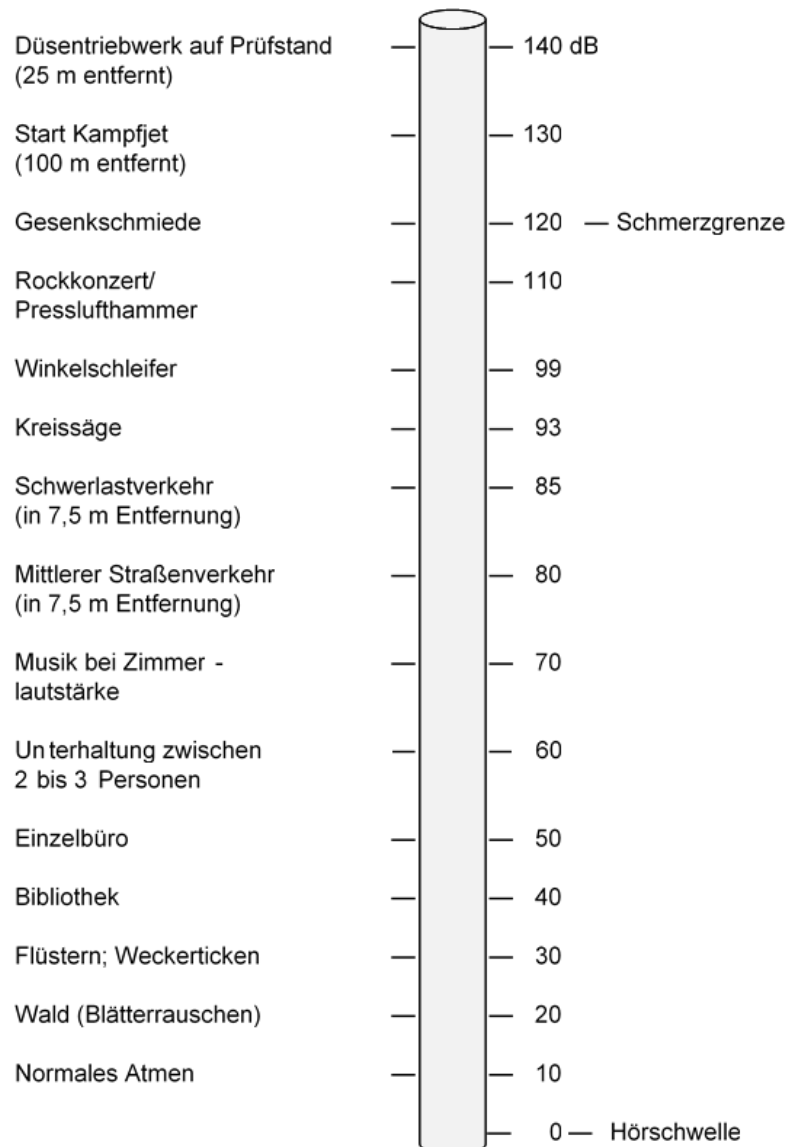 Düsentriebwerk auf Prüfstand 140 dB
(25 m entfernt)
Start Kampfjet 130
(100 m entfernt)
Gesenkschmiede 120 — Schmerzgrenze
Rockkonzert/ 110
Presslufthammer
Winkelschleifer 99
Kreissäge 93
Schwerlastverkehr 85
(in 7,5 m Entfernung)
Mittlerer Straßenverkehr 80
(in 7,5 m Entfernung)
Musik bei Zimmer - 70
lautstärke
Unterhaltung zwischen 60
2 bis 3 Personen
Einzelbüro 50
Bibliothek 40
Flüstern; Weckerticken 30
Wald (Blätterrauschen) 20
Normales Atmen 10
0 — Hörschwelle